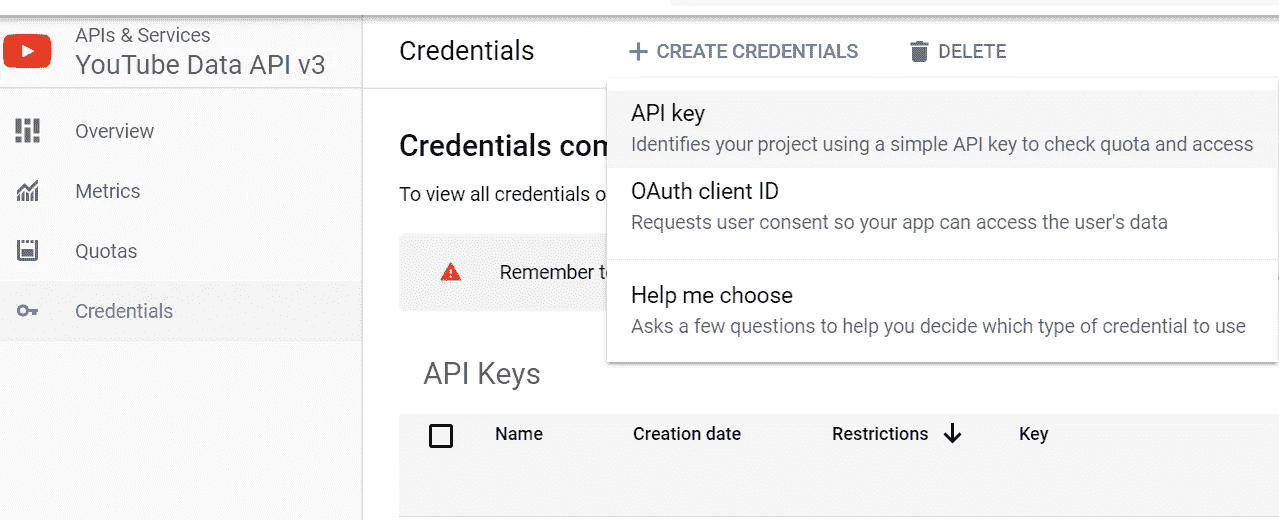 APIs & Services
YouTube Data API v3
Overview
Metrics
Quotas
Credentials
Credentials
CREATE CREDENTIALS
DELETE
API key
Identifies your project using a simple API key to check quota and access
OAuth client ID
Requests user consent so your app can access the user's data
Help me choose
Asks a few questions to help you decide which type of credential to use
Credentials com
To view all credentials o
Remember to
API Keys
Name Creation date Restrictions Key